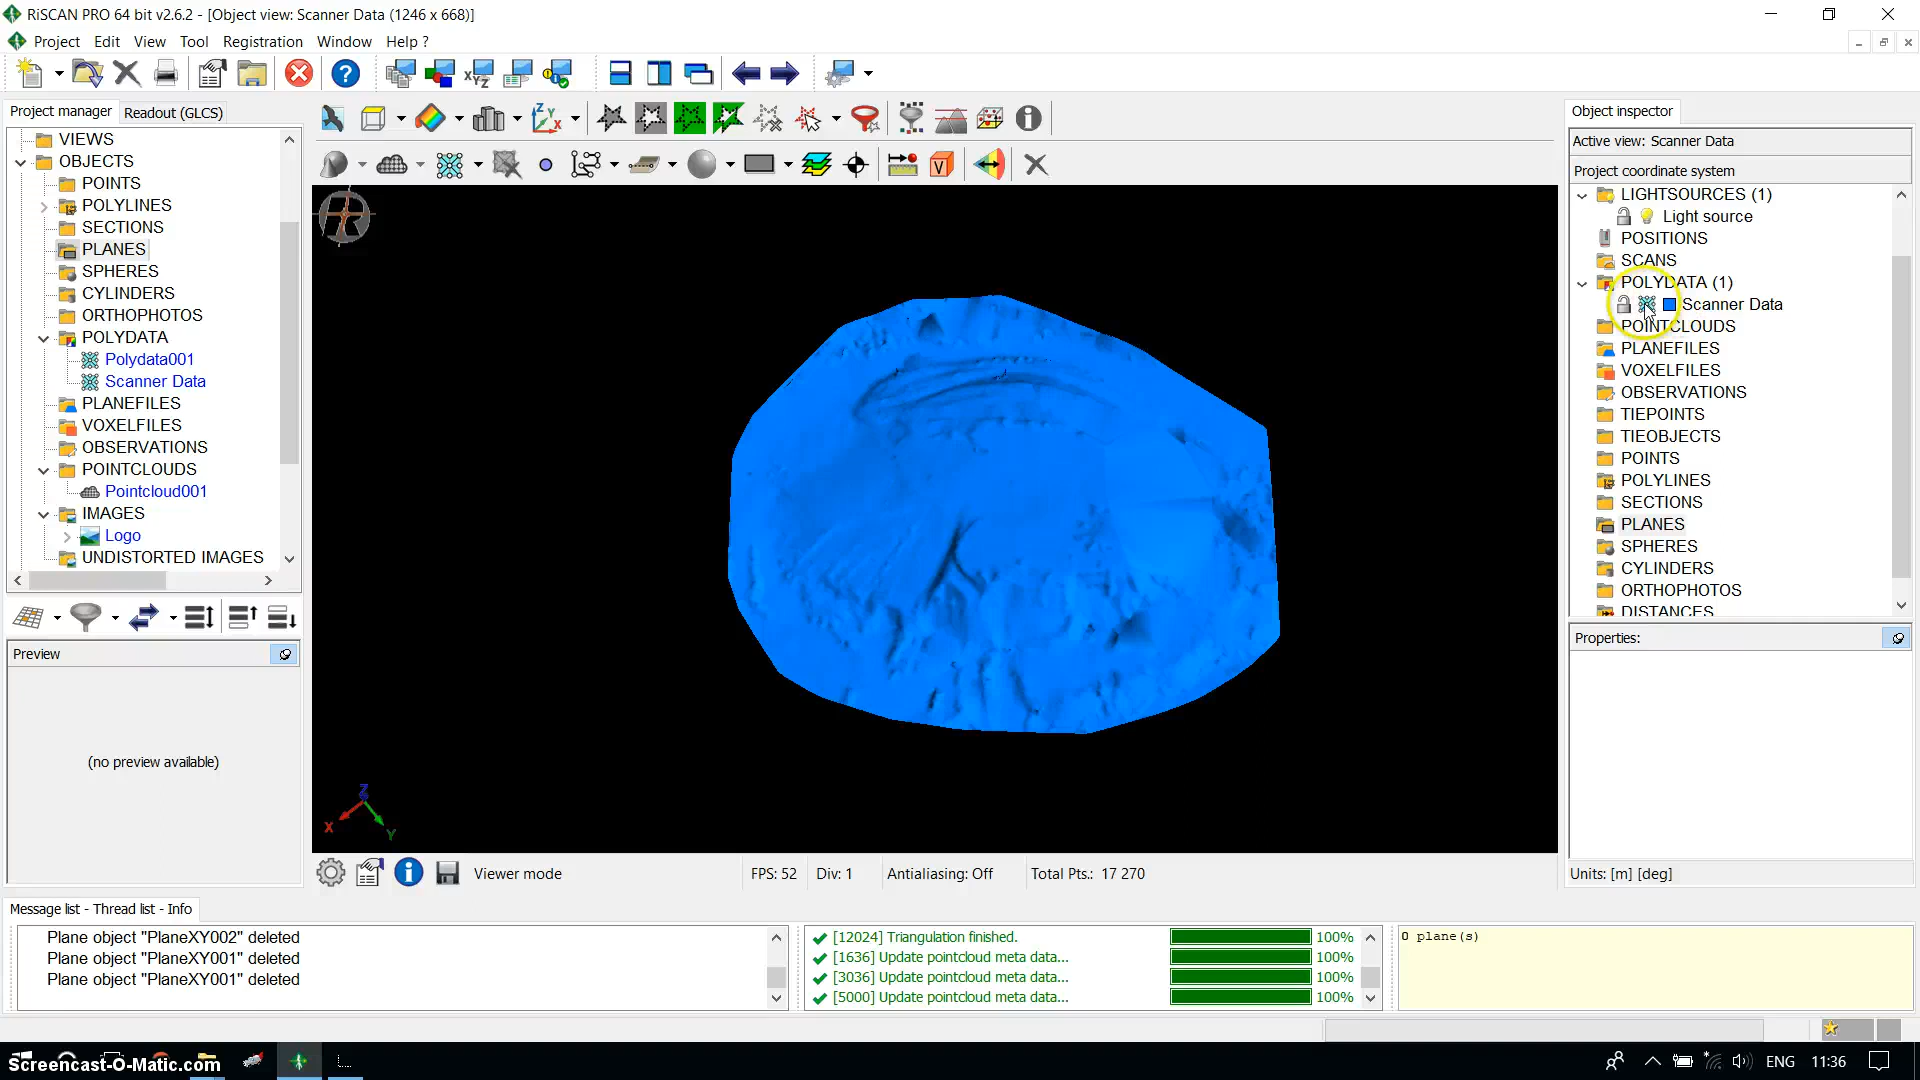 RiSCAN PRO 64 bit v2.6.2 - [Object view: Scanner Data (1246 x 668)]
Project Edit View Tool Registration Window Help ?
Project manager
Readout (GLCS)
VIEWS
OBJECTS
POINTS
POLYLINES
SECTIONS
PLANES
SPHERES
CYLINDERS
ORTHOPHOTOS
POLYDATA
Polydata001
Scanner Data
PLANEFILES
VOXELFILES
OBSERVATIONS
POINTCLOUDS
Pointcloud001
IMAGES
Logo
UNDISTORTED IMAGES
Preview
(no preview available)
Z
X
Y
Viewer mode
FPS: 52
Div: 1
Antialiasing: Off
Total Pts.: 17 270
Object inspector
Active view: Scanner Data
Project coordinate system
LIGHTSOURCES (1)
Light source
POSITIONS
SCANS
POLYDATA (1)
Scanner Data
POINTCLOUDS
PLANEFILES
VOXELFILES
OBSERVATIONS
TIEPOINTS
TIEOBJECTS
POINTS
POLYLINES
SECTIONS
PLANES
SPHERES
CYLINDERS
ORTHOPHOTOS
DISTANCES
Properties:
Units: [m] [deg]
Message list - Thread list - Info
Plane object "PlaneXY002" deleted
Plane object "PlaneXY001" deleted
Plane object "PlaneXY001" deleted
[12024] Triangulation finished. 100%
[1636] Update pointcloud meta data... 100%
[3036] Update pointcloud meta data... 100%
[5000] Update pointcloud meta data... 100%
0 plane(s)
Screencast-O-Matic.com
ENG
11:36